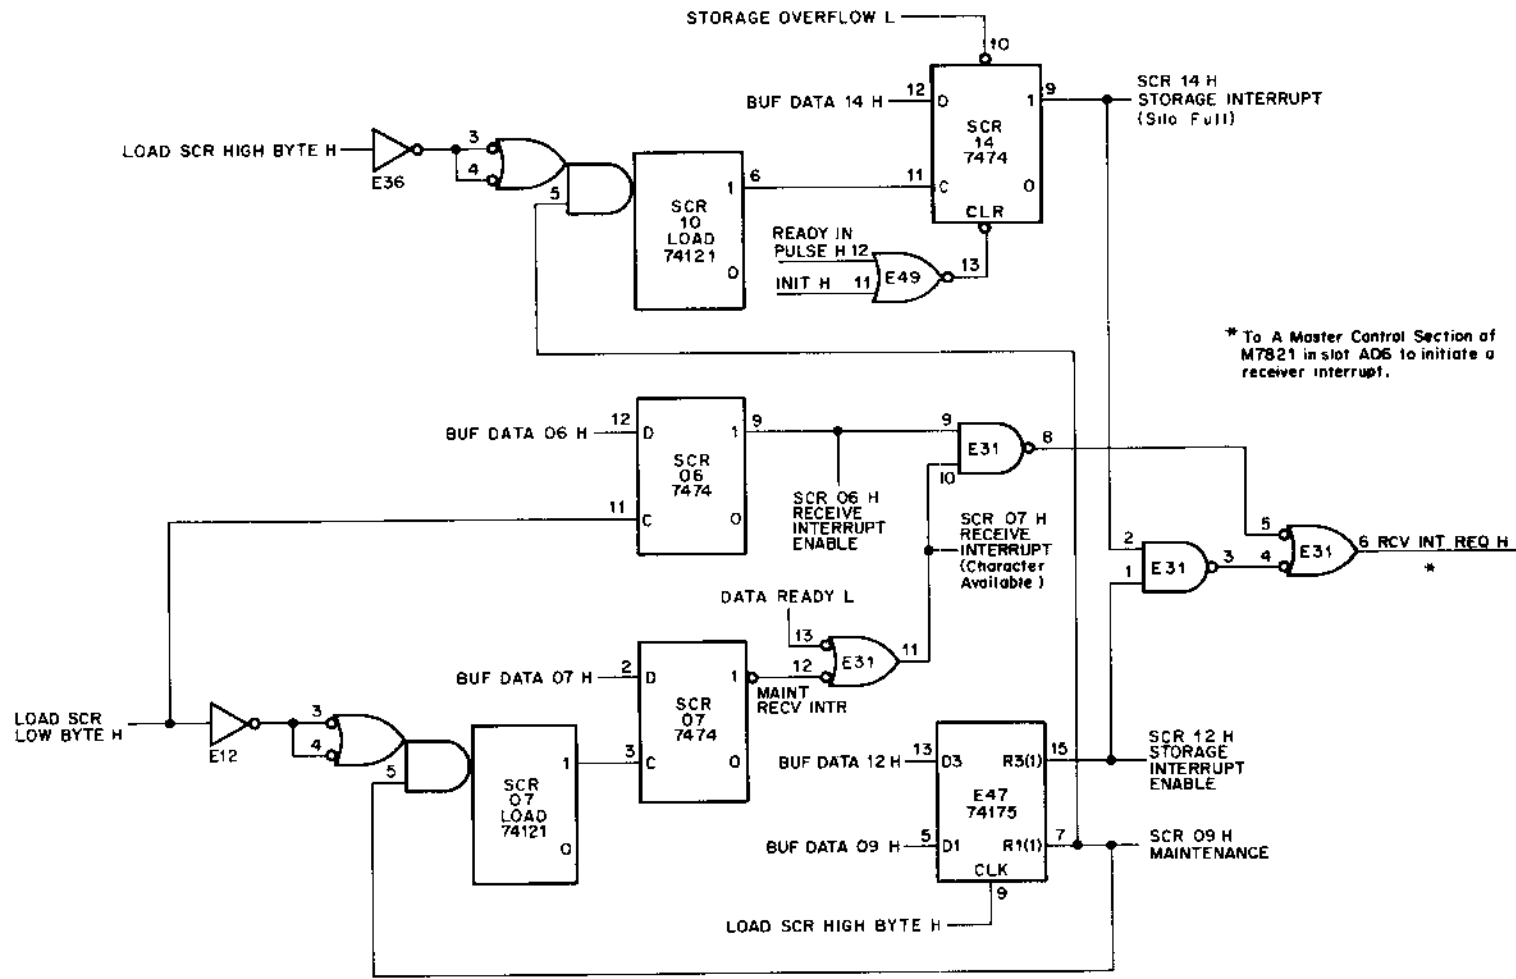 STORAGE OVERFLOW L
10
BUF DATA 14 H
12
D
1
9
SCR
14
7474
SCR 14 H
STORAGE INTERRUPT
(Silo Full)
LOAD SCR HIGH BYTE H
E36
3
4
5
SCR
10
LOAD
74121
1
6
0
11
C
0
CLR
READY IN
PULSE H 12
INIT H 11
E49
13
* To A Master Control Section of
M7821 in slot A06 to initiate a
receiver interrupt.
BUF DATA 06 H
12
D
1
9
SCR
06
7474
11
C
0
SCR 06 H
RECEIVE
INTERRUPT
ENABLE
9
10
E31
8
SCR 07 H
RECEIVE
INTERRUPT
(Character
Available)
2
1
E31
3
5
4
E31
6 RCV INT REQ H
*
DATA READY L
13
12
E31
11
BUF DATA 07 H
2
D
1
SCR
07
7474
MAINT
RECV INTR
3
C
0
LOAD SCR
LOW BYTE H
E12
3
4
5
SCR
07
LOAD
74121
1
0
BUF DATA 12 H
13
D3
R3(1)
15
E47
74175
SCR 12 H
STORAGE
INTERRUPT
ENABLE
BUF DATA 09 H
5
D1
R1(1)
7
SCR 09 H
MAINTENANCE
CLK
9
LOAD SCR HIGH BYTE H